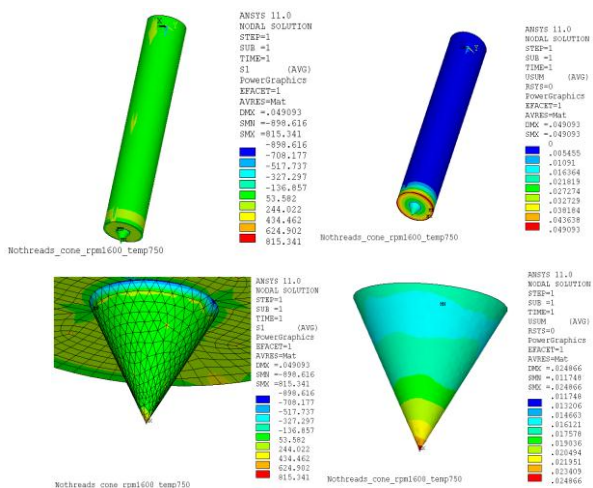 ANSYS 11.0
NODAL SOLUTION
STEP=1
SUB =1
TIME=1
S1 (AVG)
PowerGraphics
EFACET=1
AVRES=Mat
DMX =.049093
SMN =-898.616
SMX =815.341
-898.616
-708.177
-517.737
-327.297
-136.857
53.582
244.022
434.462
624.902
815.341
Nothreads_cone_rpm1600_temp750
ANSYS 11.0
NODAL SOLUTION
STEP=1
SUB =1
TIME=1
USUM (AVG)
RSYS=0
PowerGraphics
EFACET=1
AVRES=Mat
DMX =.049093
SMX =.049093
0
.005455
.01091
.016364
.021819
.027274
.032729
.038184
.043638
.049093
Nothreads_cone_rpm1600_temp750
ANSYS 11.0
NODAL SOLUTION
STEP=1
SUB =1
TIME=1
S1 (AVG)
PowerGraphics
EFACET=1
AVRES=Mat
DMX =.049093
SMN =-898.616
SMX =815.341
-898.616
-708.177
-517.737
-327.297
-136.857
53.582
244.022
434.462
624.902
815.341
Nothreads_cone_rpm1600_temp750
ANSYS 11.0
NODAL SOLUTION
STEP=1
SUB =1
TIME=1
USUM (AVG)
RSYS=0
PowerGraphics
EFACET=1
AVRES=Mat
DMX =.024866
SMN =.011748
SMX =.024866
.011748
.013206
.014663
.016121
.017578
.019036
.020494
.021951
.023409
.024866
Nothreads_cone_rpm1600_temp750